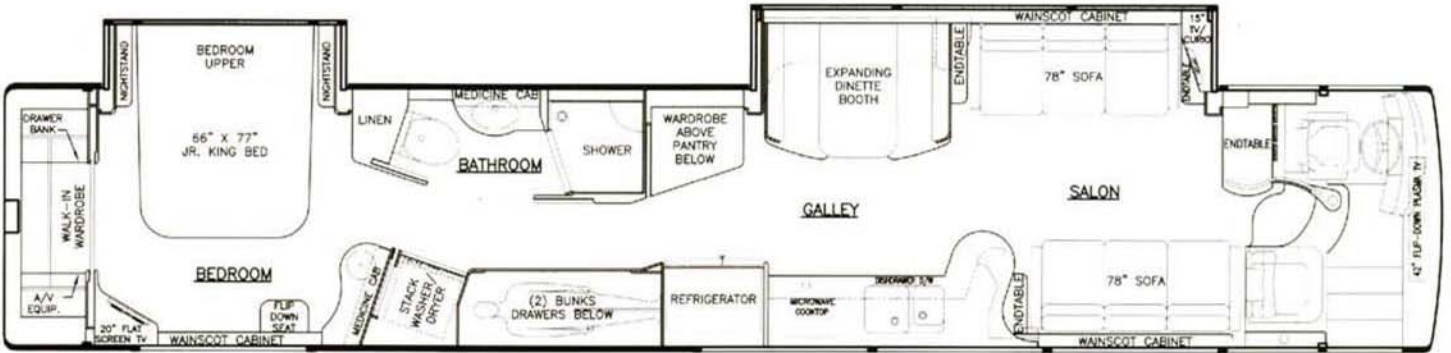 NIGHTSTAND
BEDROOM
UPPER
NIGHTSTAND
66" X 77"
JR. KING BED
DRAWER
BANK
WALK-IN
WARDROBE
A/V
EQUIP.
BEDROOM
20" FLAT
SCREEN TV
FLIP
DOWN
SEAT
WAINSCOT CABINET
LINEN
MEDICINE CAB
BATHROOM
SHOWER
MEDICINE CAB
STACK
WASHER/
DRYER
(2) BUNKS
DRAWERS BELOW
WARDROBE
ABOVE
PANTRY
BELOW
REFRIGERATOR
EXPANDING
DINETTE
BOOTH
GALLEY
MICROWAVE
COOKTOP
DISHDRAWER D/W
WAINSCOT CABINET
ENDTABLE
78" SOFA
15"
TV/
CURIO
ENDTABLE
SALON
ENDTABLE
ENDTABLE
78" SOFA
WAINSCOT CABINET
42" FLIP-DOWN PLASMA TV